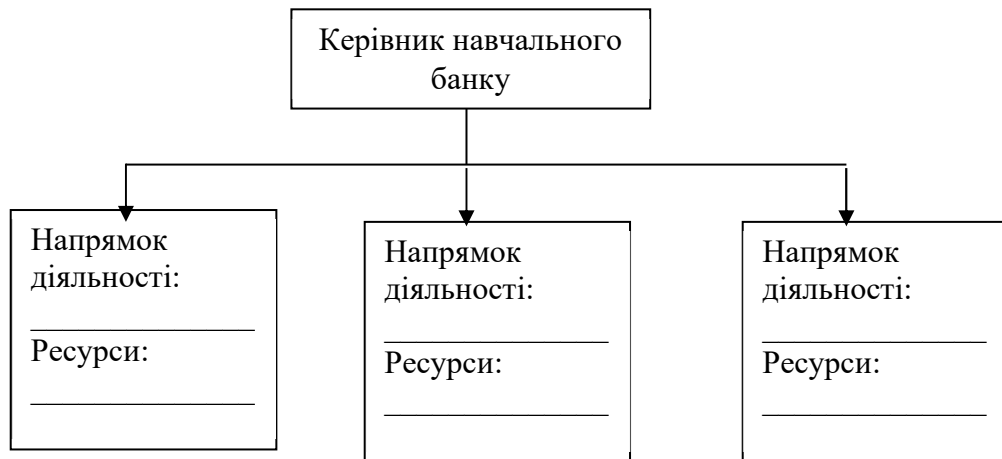 Керівник навчального
банку
Напрямок
діяльності:
Ресурси:
Напрямок
діяльності:
Ресурси:
Напрямок
діяльності:
Ресурси: